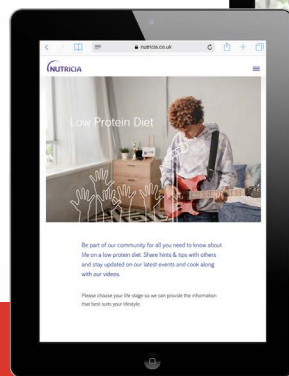 nutricia.co.uk
NUTRICIA
Low Protein Diet
Be part of our community for all you need to know about
life on a low protein diet. Share hints & tips with others
and stay updated on our latest events and cook along
with our videos.
Please choose your life stage so we can provide the information
that best suits your lifestyle.